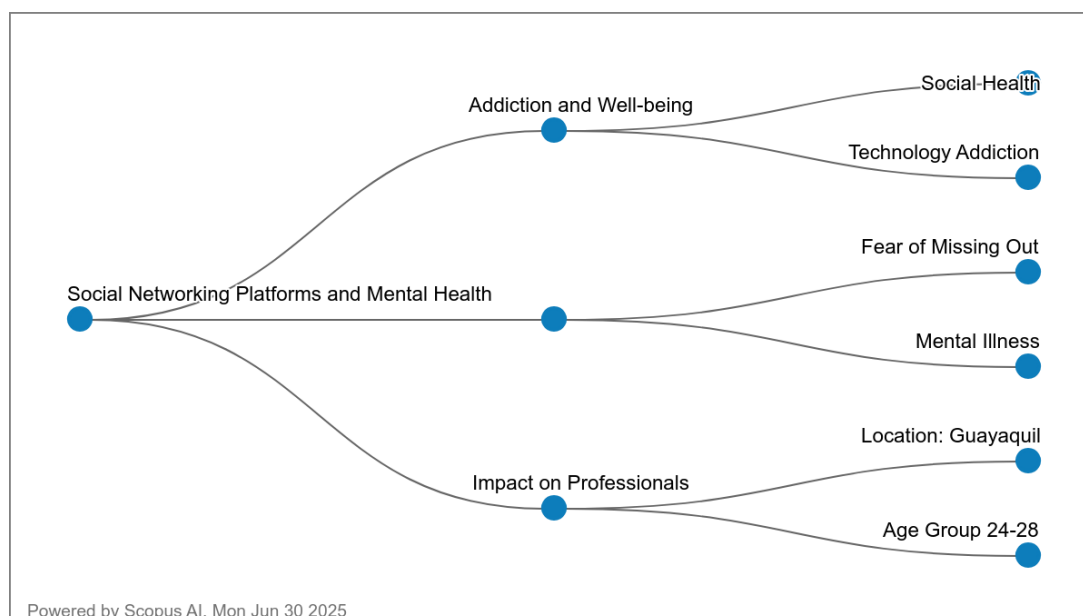 Social Health
Addiction and Well-being
Technology Addiction
Fear of Missing Out
Social Networking Platforms and Mental Health
Mental Illness
Location: Guayaquil
Impact on Professionals
Age Group 24-28
Powered by Scopus AI, Mon Jun 30 2025